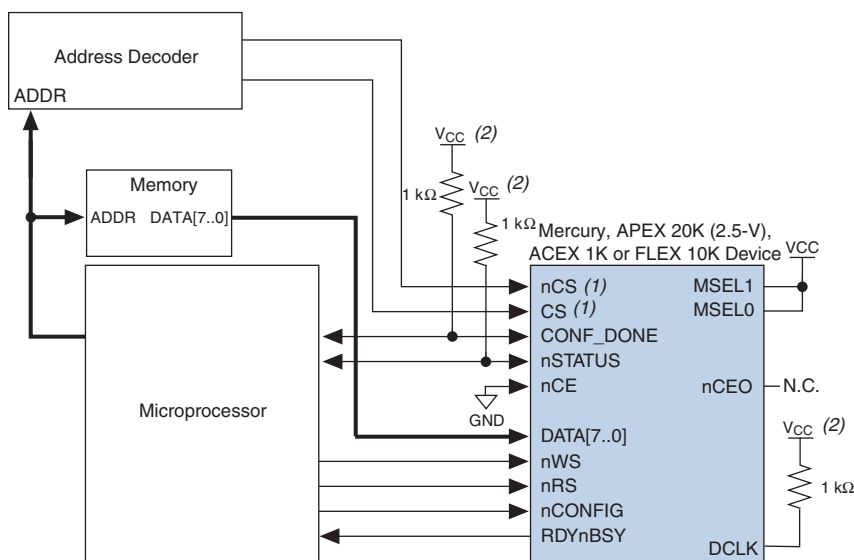 Address Decoder
ADDR
VCC (2)
Memory
1 kΩ
VCC (2)
ADDR DATA[7..0]
1 kΩ
Mercury, APEX 20K (2.5-V),
ACEX 1K or FLEX 10K Device
VCC
nCS (1)
MSEL1
CS (1)
MSEL0
CONF_DONE
nSTATUS
nCE
nCEO
N.C.
GND
Microprocessor
VCC (2)
DATA[7..0]
nWS
nRS
1 kΩ
nCONFIG
RDYnBSY
DCLK